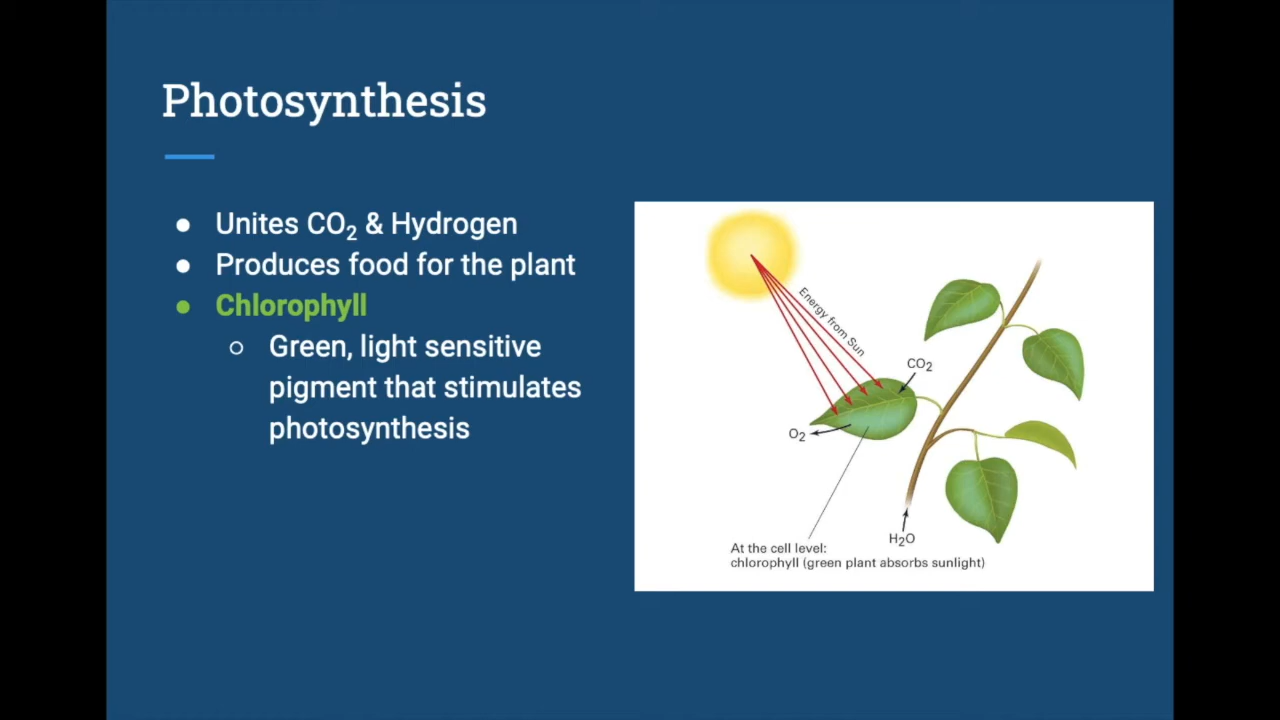 Photosynthesis
● Unites CO₂ & Hydrogen
● Produces food for the plant
● Chlorophyll
○ Green, light sensitive
pigment that stimulates
photosynthesis
Energy from Sun
CO₂
O₂
H₂O
At the cell level:
chlorophyll (green plant absorbs sunlight)